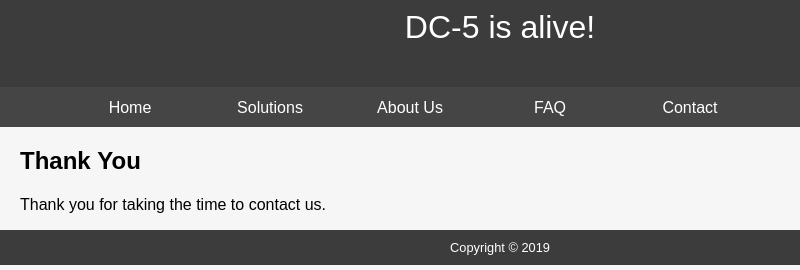 DC-5 is alive!
Home Solutions About Us FAQ Contact
Thank You
Thank you for taking the time to contact us.
Copyright © 2019